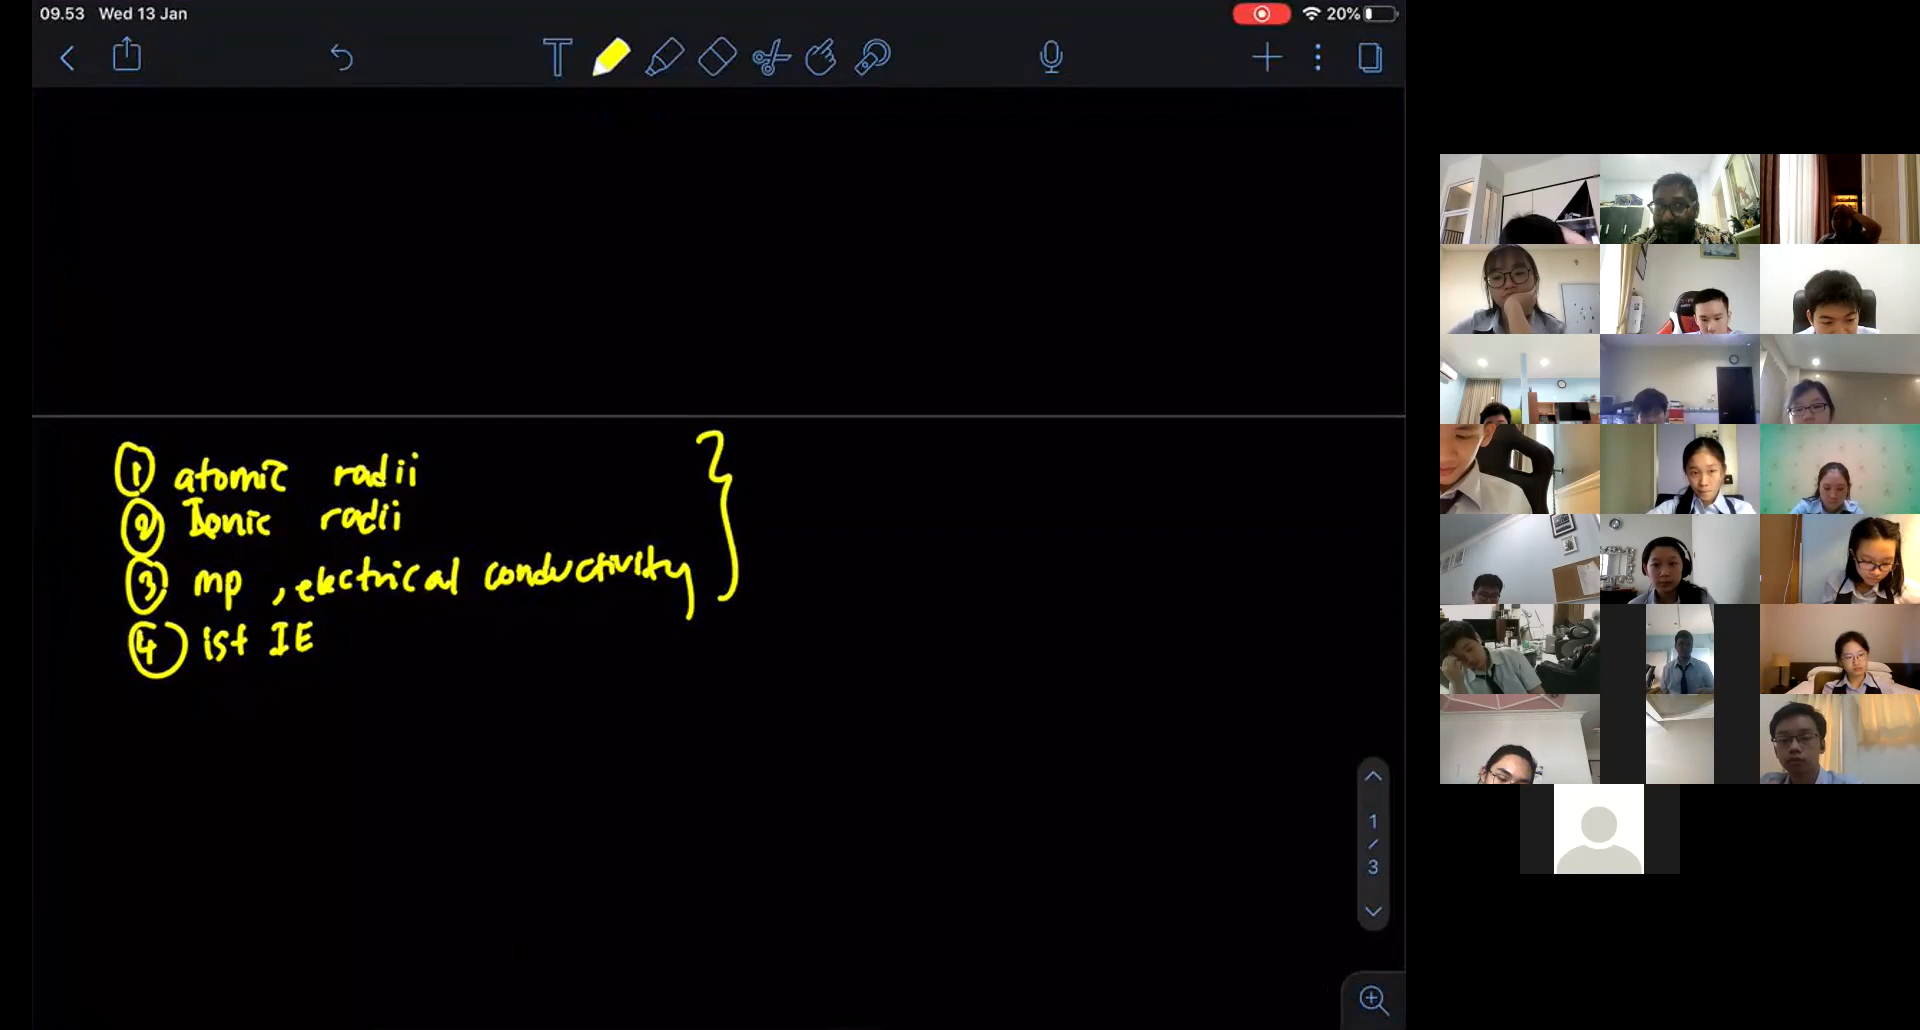 09.53 Wed 13 Jan
20%
T
① atomic radii
② Ionic radii
③ mp , electrical conductivity
④ ist IE
1
/
3